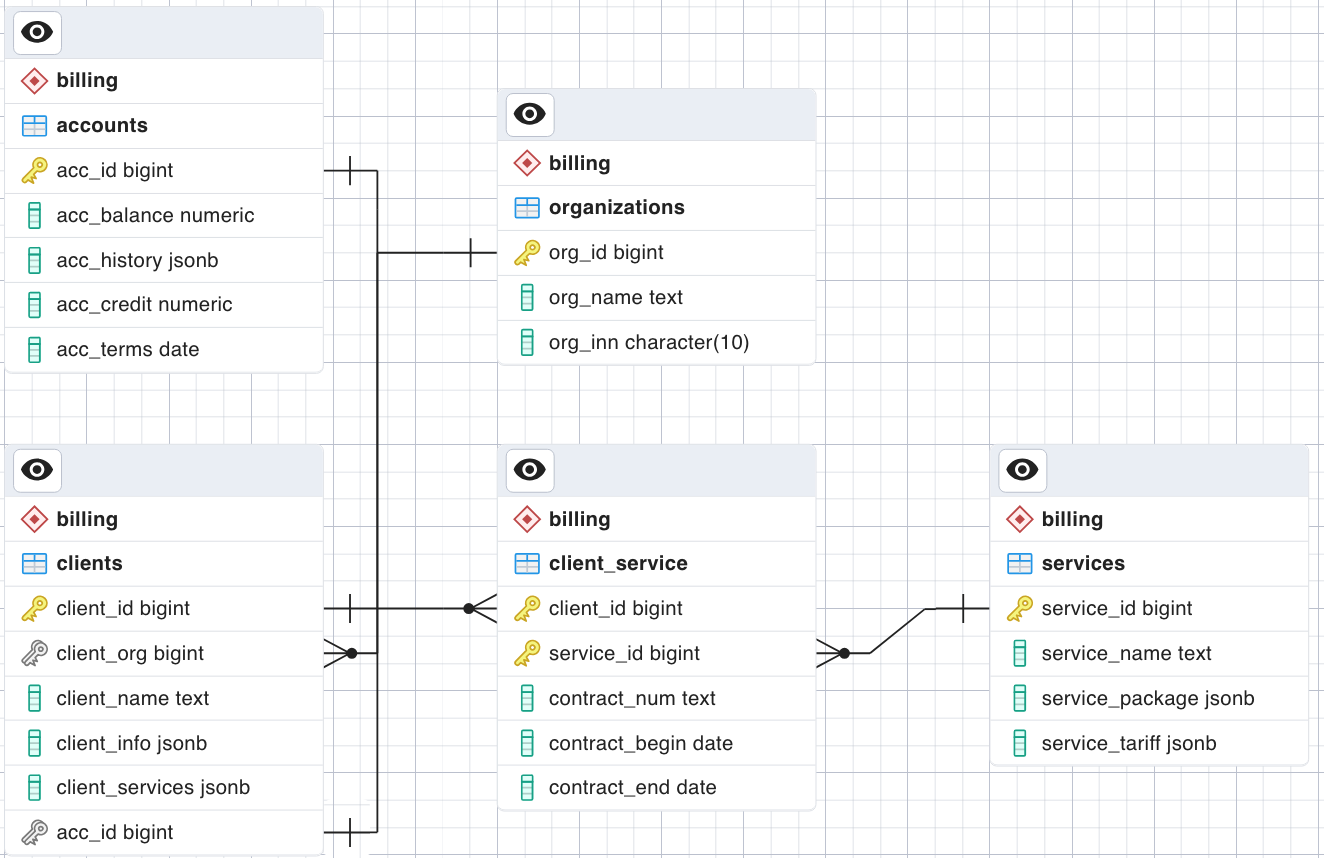 billing
accounts
acc_id bigint
acc_balance numeric
acc_history jsonb
acc_credit numeric
acc_terms date
billing
organizations
org_id bigint
org_name text
org_inn character(10)
billing
clients
client_id bigint
client_org bigint
client_name text
client_info jsonb
client_services jsonb
acc_id bigint
billing
client_service
client_id bigint
service_id bigint
contract_num text
contract_begin date
contract_end date
billing
services
service_id bigint
service_name text
service_package jsonb
service_tariff jsonb